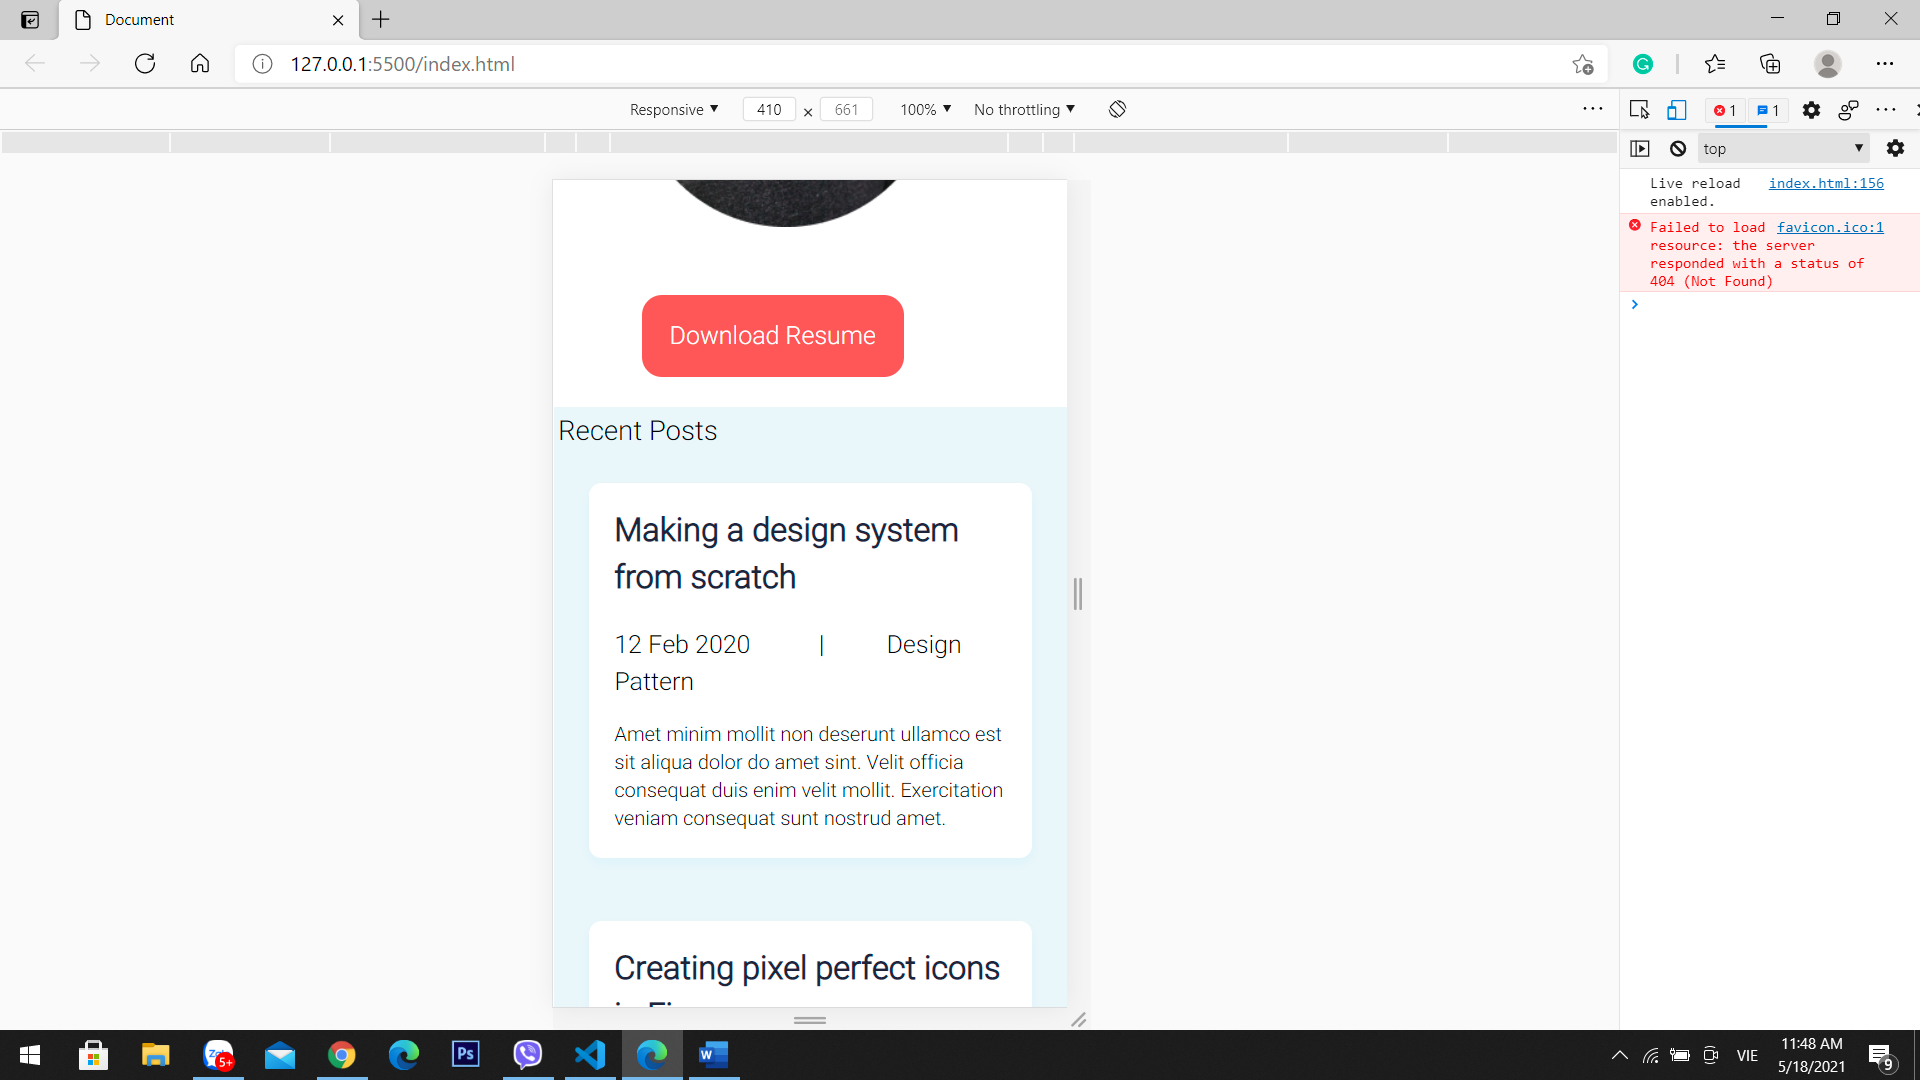 Document
127.0.0.1:5500/index.html
Responsive ▼ 410 × 661 100% ▼ No throttling ▼
1 1
top
Live reload enabled. index.html:156
Failed to load favicon.ico:1
resource: the server
responded with a status of
404 (Not Found)
Download Resume
Recent Posts
Making a design system
from scratch
12 Feb 2020 | Design
Pattern
Amet minim mollit non deserunt ullamco est
sit aliqua dolor do amet sint. Velit officia
consequat duis enim velit mollit. Exercitation
veniam consequat sunt nostrud amet.
Creating pixel perfect icons
5+
Ps
VIE
11:48 AM
5/18/2021
9